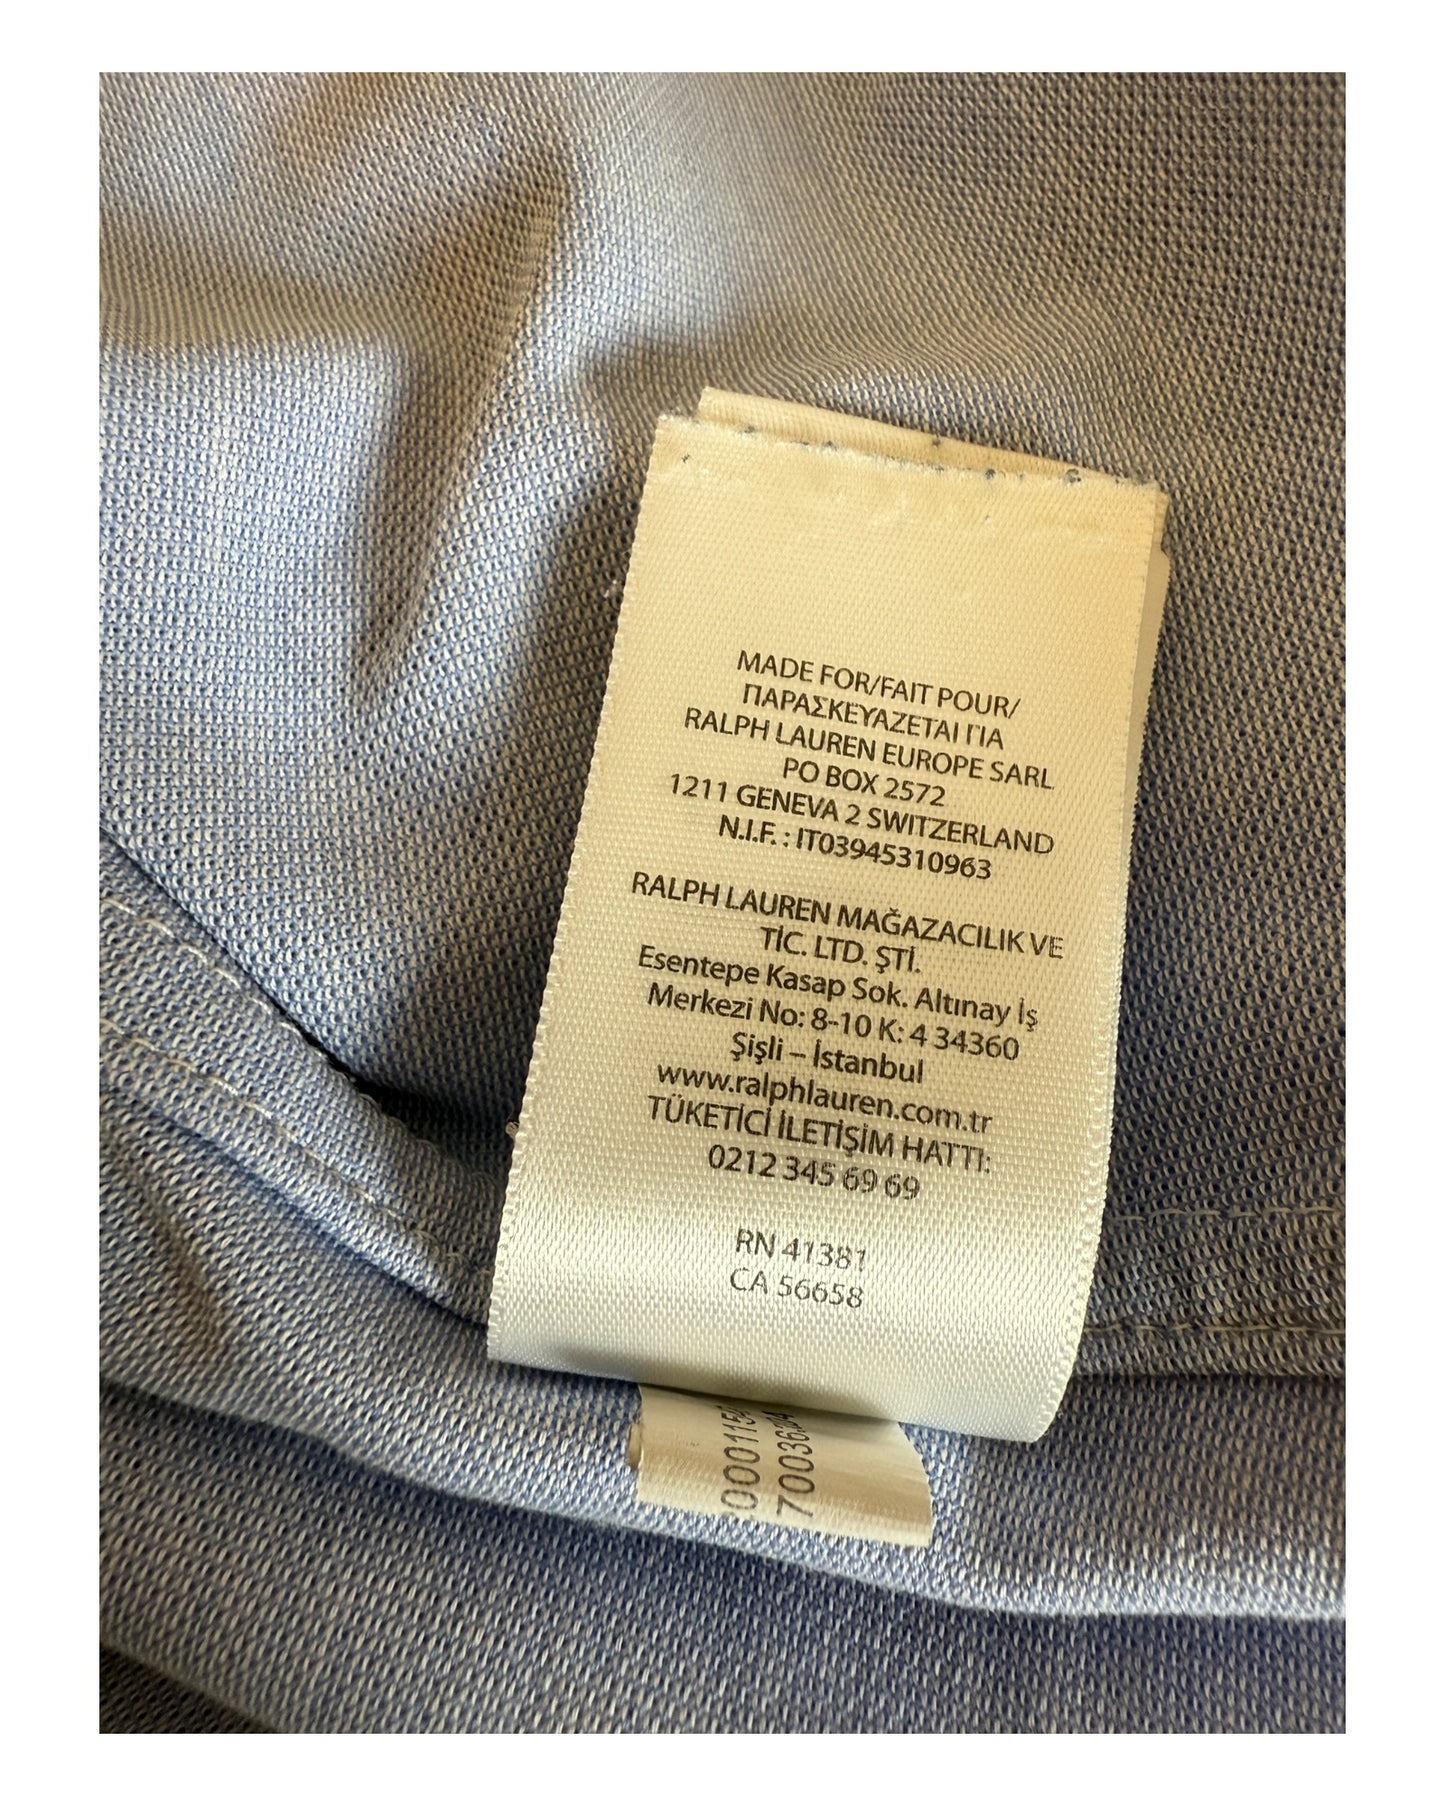 MADE FOR/FAIT POUR/
ΠΑΡΑΣΚΕΥΑΖΕΤΑΙ ΓΙΑ
RALPH LAUREN EUROPE SARL
PO BOX 2572
1211 GENEVA 2 SWITZERLAND
N.I.F. : IT03945310963
RALPH LAUREN MAĞAZACILIK VE
TİC. LTD. ŞTİ.
Esentepe Kasap Sok. Altınay İş
Merkezi No: 8-10 K: 4 34360
Şişli – İstanbul
www.ralphlauren.com.tr
TÜKETİCİ İLETİŞİM HATTI:
0212 345 69 69
RN 41381
CA 56658